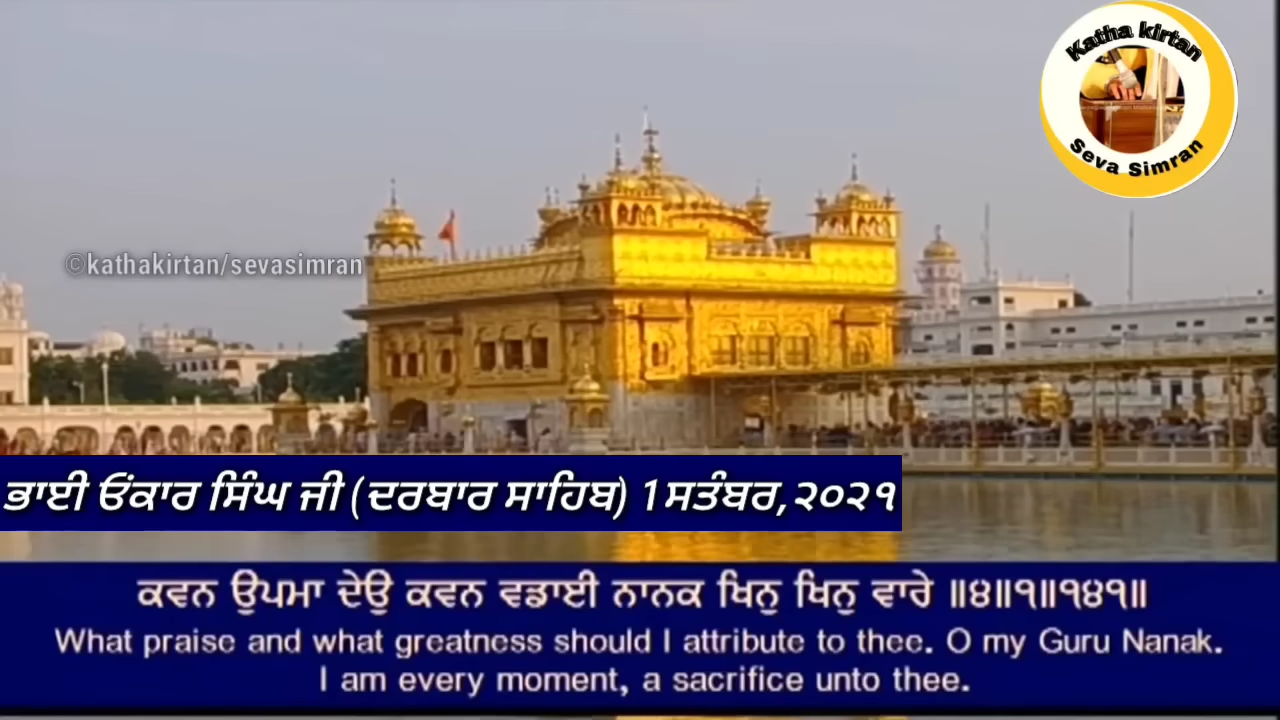 Katha kirtan
Seva Simran
©kathakirtan/sevasimran
ਭਾਈ ਓਂਕਾਰ ਸਿੰਘ ਜੀ (ਦਰਬਾਰ ਸਾਹਿਬ) 1 ਸਤੰਬਰ, ੨੦੨੧
ਕਵਨ ਉਪਮਾ ਦੇਉ ਕਵਨ ਵਡਾਈ ਨਾਨਕ ਖਿਨੁ ਖਿਨੁ ਵਾਰੇ ॥੪॥੧॥੧੪੧॥
What praise and what greatness should I attribute to thee. O my Guru Nanak.
I am every moment, a sacrifice unto thee.